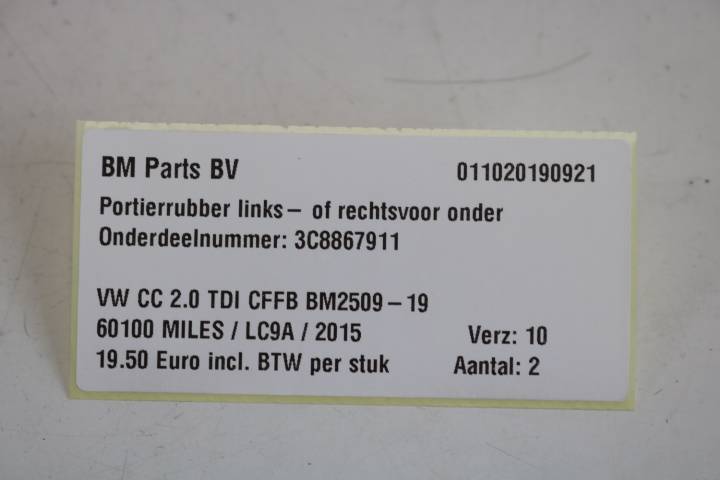 BM Parts BV 011020190921
Portierrubber links – of rechtsvoor onder
Onderdeelnummer: 3C8867911
VW CC 2.0 TDI CFFB BM2509 – 19
60100 MILES / LC9A / 2015 Verz: 10
19.50 Euro incl. BTW per stuk Aantal: 2